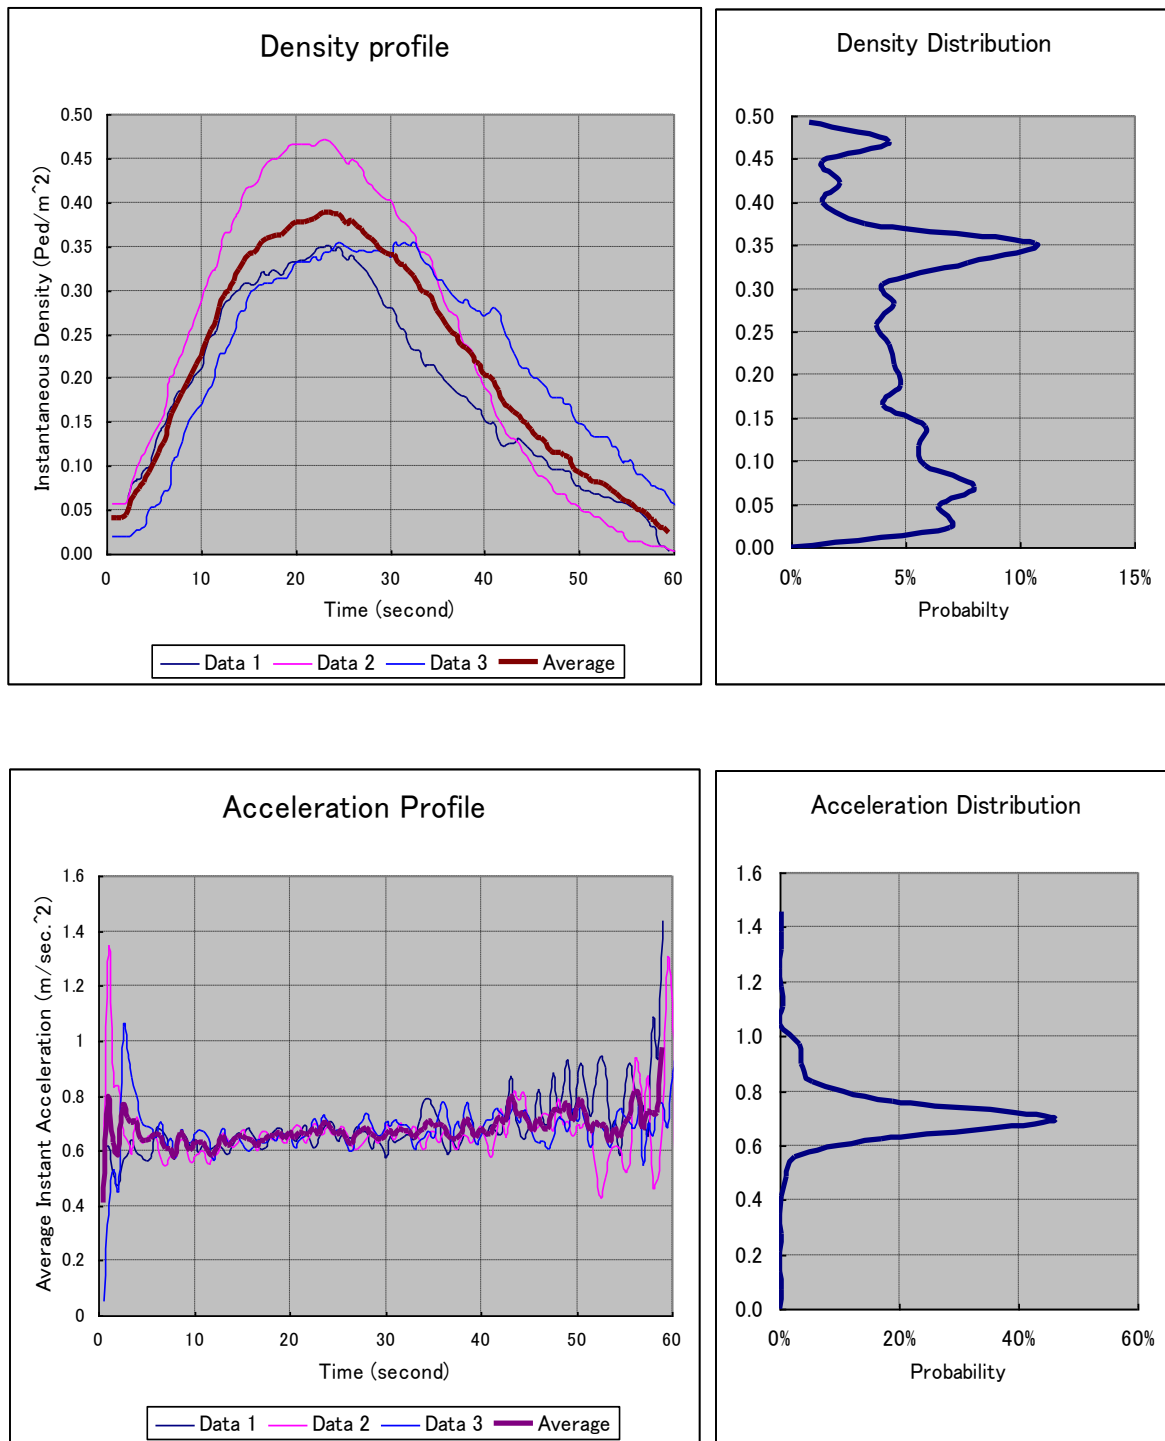 Density profile
Instantaneous Density (Ped/m^2)
0.50
0.45
0.40
0.35
0.30
0.25
0.20
0.15
0.10
0.05
0.00
0 10 20 30 40 50 60
Time (second)
Data 1 Data 2 Data 3 Average
Density Distribution
0.50
0.45
0.40
0.35
0.30
0.25
0.20
0.15
0.10
0.05
0.00
0% 5% 10% 15%
Probabilty
Acceleration Profile
Average Instant Acceleration (m/sec.^2)
1.6
1.4
1.2
1
0.8
0.6
0.4
0.2
0
0 10 20 30 40 50 60
Time (second)
Data 1 Data 2 Data 3 Average
Acceleration Distribution
1.6
1.4
1.2
1.0
0.8
0.6
0.4
0.2
0.0
0% 20% 40% 60%
Probability